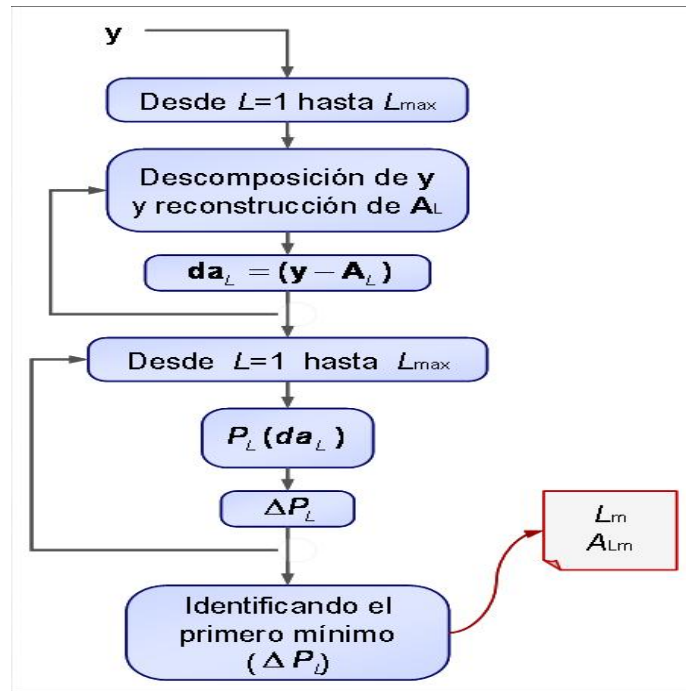 y
Desde L=1 hasta Lmax
Descomposición de y
y reconstrucción de AL
daL = (y − AL)
Desde L=1 hasta Lmax
PL (daL)
ΔPL
Lm
ALm
Identificando el
primero mínimo
(Δ PL)